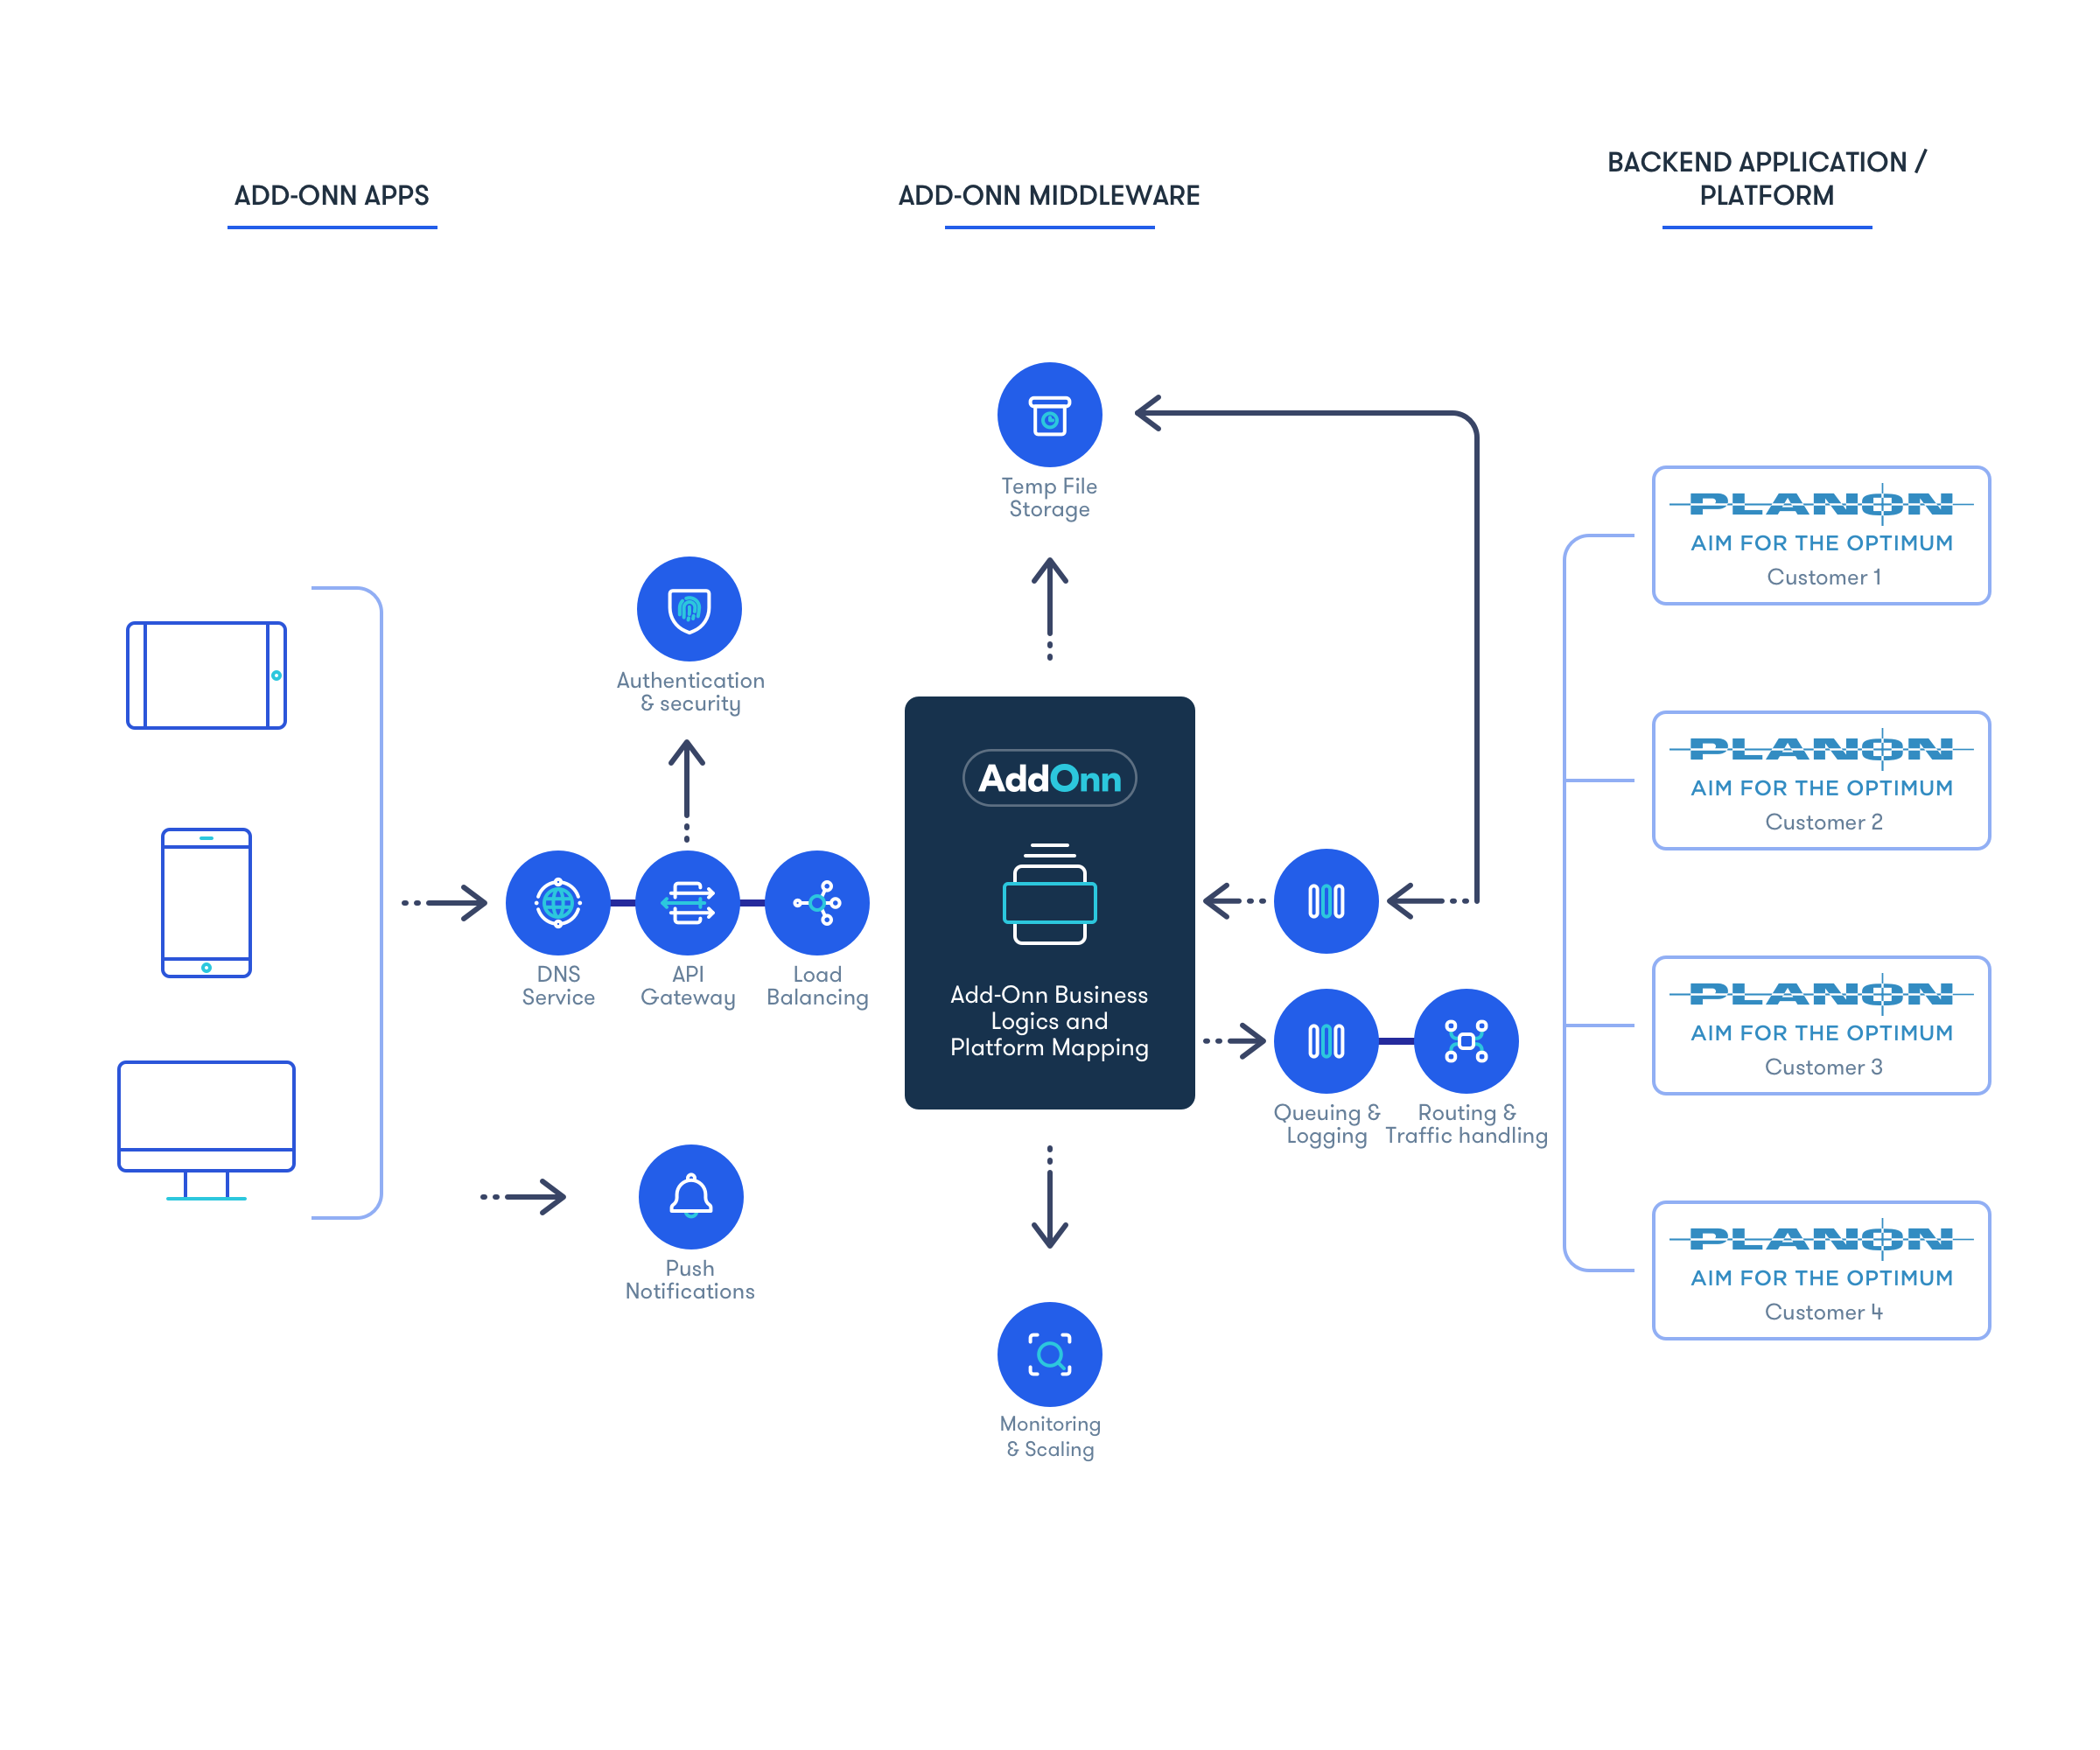 ADD-ONN APPS
ADD-ONN MIDDLEWARE
BACKEND APPLICATION /
PLATFORM
Temp File
Storage
Authentication
& security
DNS
Service
API
Gateway
Load
Balancing
Push
Notifications
AddOnn
Add-Onn Business
Logics and
Platform Mapping
Monitoring
& Scaling
Queuing &
Logging
Routing &
Traffic handling
PLANON
AIM FOR THE OPTIMUM
Customer 1
PLANON
AIM FOR THE OPTIMUM
Customer 2
PLANON
AIM FOR THE OPTIMUM
Customer 3
PLANON
AIM FOR THE OPTIMUM
Customer 4